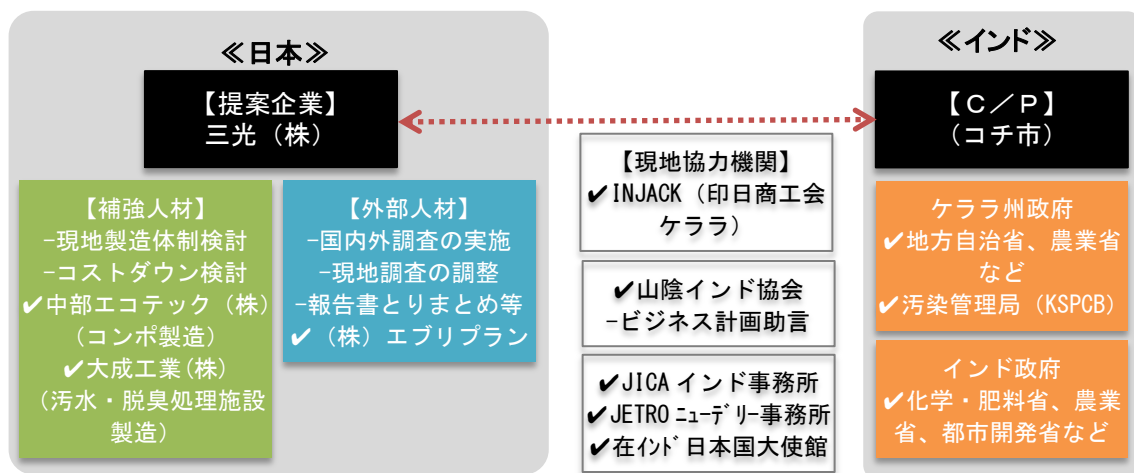 ≪日本≫
【提案企業】
三光（株）
【補強人材】
-現地製造体制検討
-コストダウン検討
✔中部エコテック（株）
（コンポ製造）
✔大成工業(株)
（汚水・脱臭処理施設
製造）
【外部人材】
-国内外調査の実施
-現地調査の調整
-報告書とりまとめ等
✔（株）エブリプラン
【現地協力機関】
✔INJACK（印日商工会
ケララ）
✔山陰インド協会
-ビジネス計画助言
✔JICA インド事務所
✔JETRO ﾆｭｰﾃﾞﾘｰ事務所
✔在ｲﾝﾄﾞ日本国大使館
≪インド≫
【Ｃ／Ｐ】
（コチ市）
ケララ州政府
✔地方自治省、農業省
など
✔汚染管理局（KSPCB）
インド政府
✔化学・肥料省、農業
省、都市開発省など